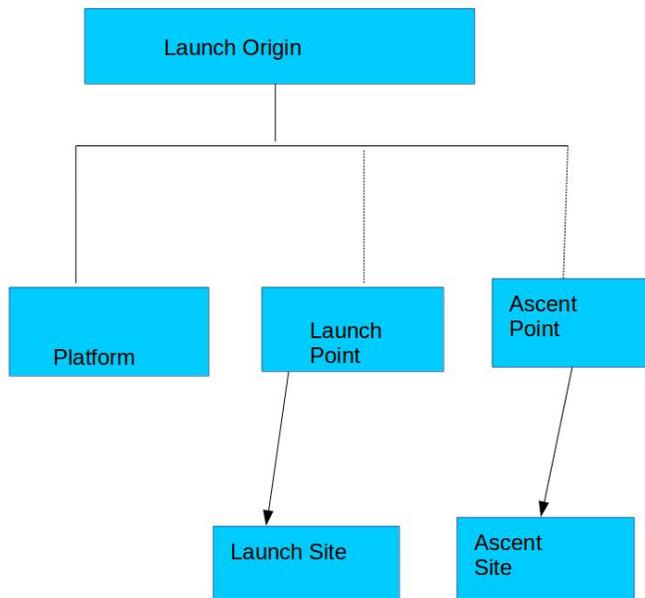 Launch Origin
Platform
Launch
Point
Ascent
Point
Launch Site
Ascent
Site